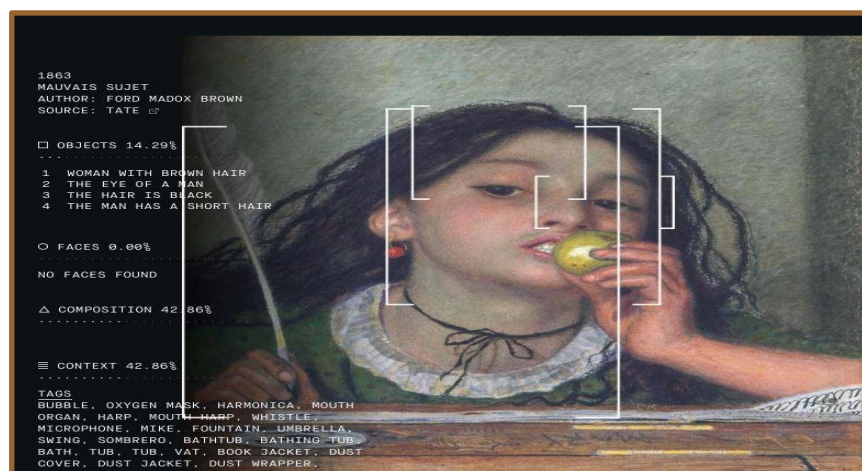 1863
MAUVAIS SUJET
AUTHOR: FORD MADOX BROWN
SOURCE: TATE
OBJECTS 14.29%
1 WOMAN WITH BROWN HAIR
2 THE EYE OF A MAN
3 THE HAIR IS BLACK
4 THE MAN HAS A SHORT HAIR
FACES 0.00%
NO FACES FOUND
COMPOSITION 42.86%
CONTEXT 42.86%
TAGS
BUBBLE, OXYGEN MASK, HARMONICA, MOUTH
ORGAN, HARP, MOUTH HARP, WHISTLE,
MICROPHONE, MIKE, FOUNTAIN, UMBRELLA,
SWING, SOMBRERO, BATHTUB, BATHING TUB,
BATH, TUB, TUB, VAT, BOOK JACKET, DUST
COVER, DUST JACKET, DUST WRAPPER,